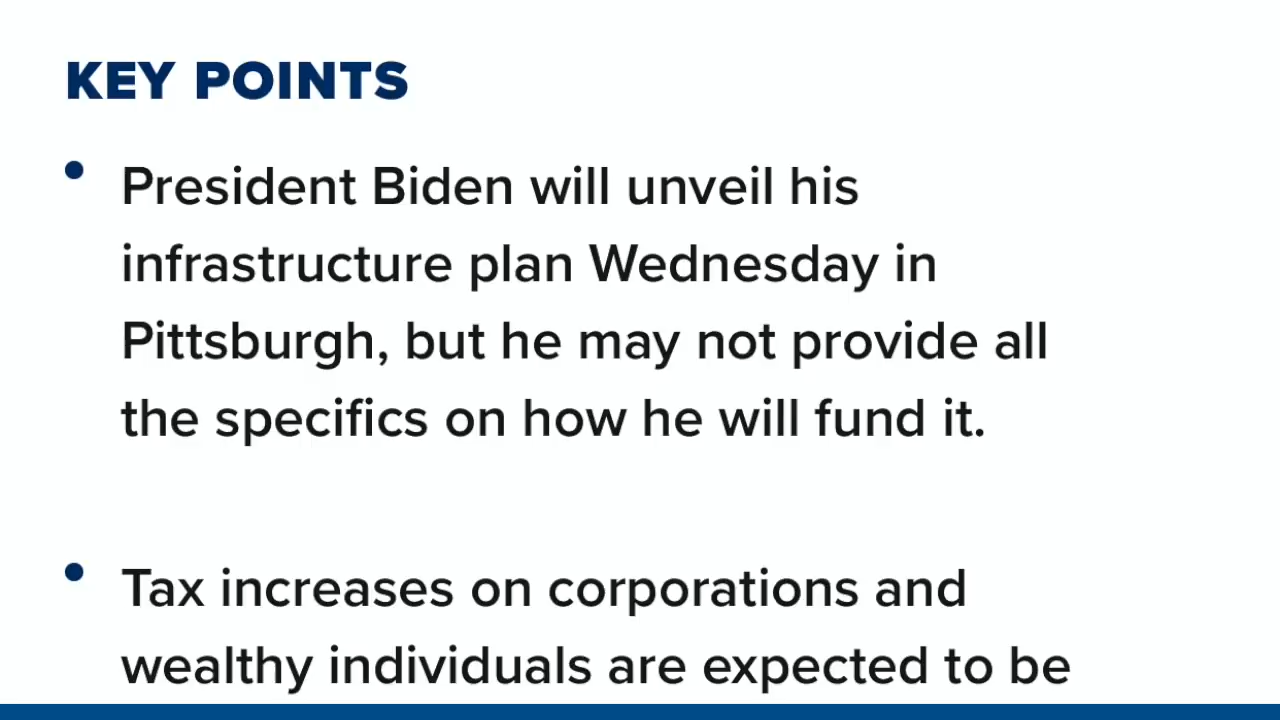 KEY POINTS
• President Biden will unveil his
infrastructure plan Wednesday in
Pittsburgh, but he may not provide all
the specifics on how he will fund it.
• Tax increases on corporations and
wealthy individuals are expected to be